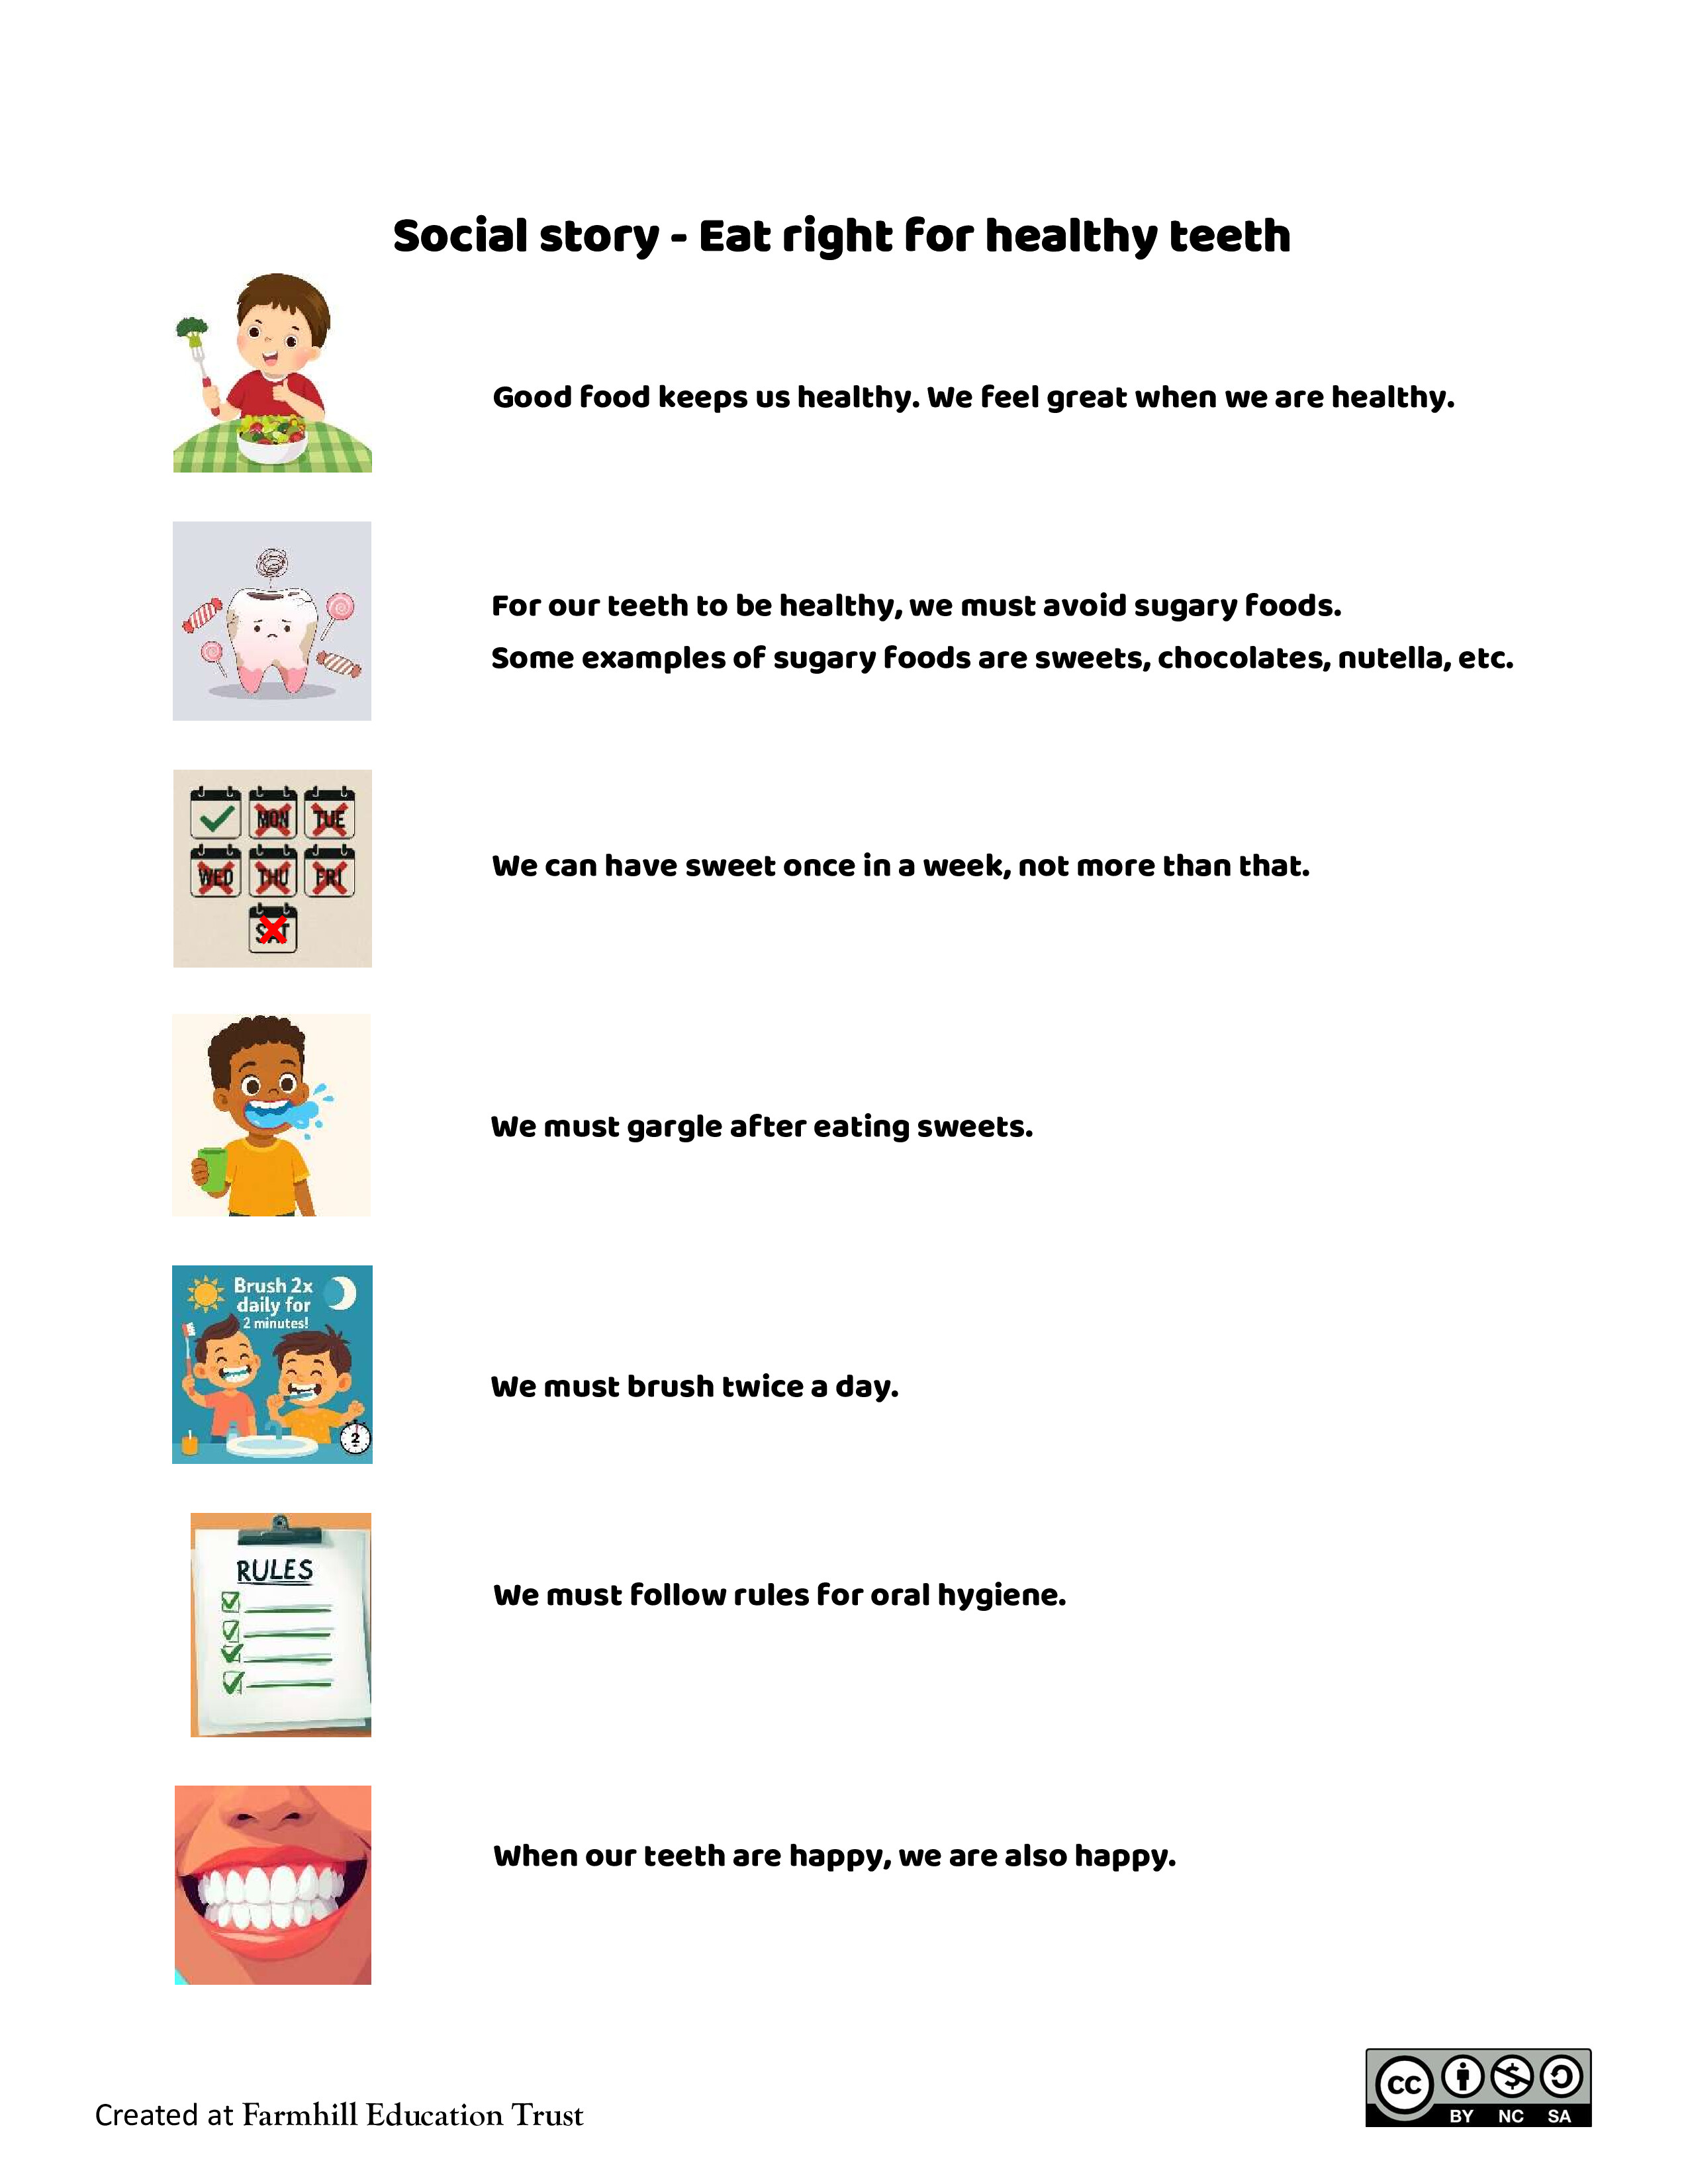 Social story - Eat right for healthy teeth
Good food keeps us healthy. We feel great when we are healthy.
For our teeth to be healthy, we must avoid sugary foods.
Some examples of sugary foods are sweets, chocolates, nutella, etc.
MON TUE
WED THU FRI
SAT
We can have sweet once in a week, not more than that.
We must gargle after eating sweets.
Brush 2x
daily for
2 minutes!
2
We must brush twice a day.
RULES
We must follow rules for oral hygiene.
When our teeth are happy, we are also happy.
Created at Farmhill Education Trust
cc
BY NC SA